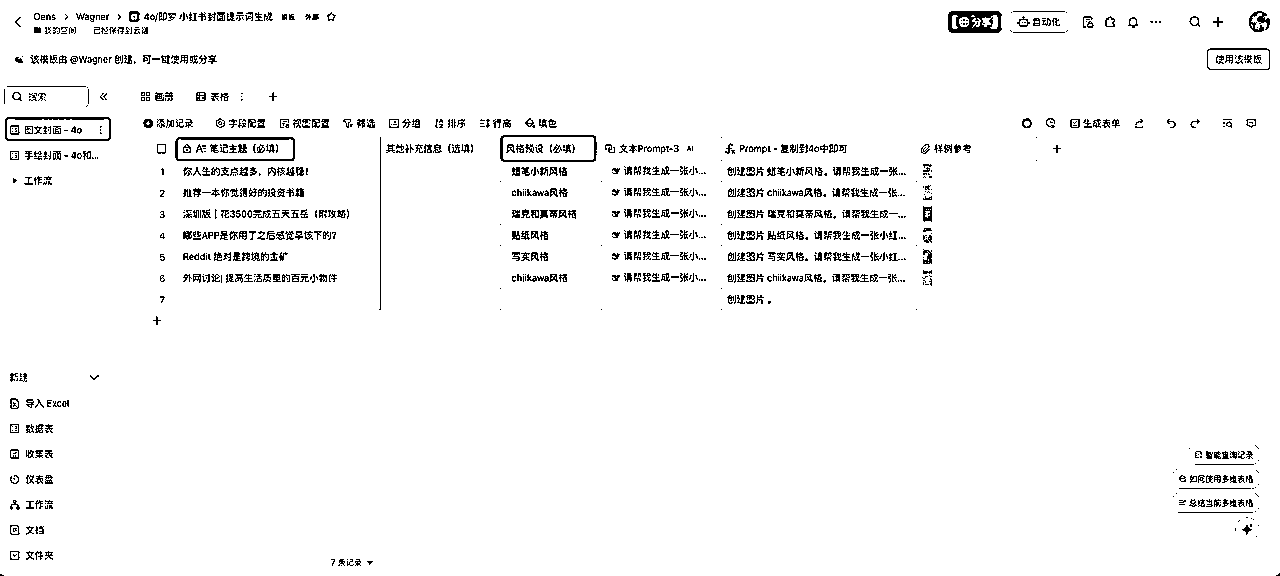 Oens > Wagner > 4o/即梦 小红书封面提示词生成 模板 外部
我的空间 已经保存到云端
分享 自动化
该模版由 @Wagner 创建，可一键使用或分享
使用该模版
搜索
画册 表格
图文封面 - 4o
手绘封面 - 4o和...
工作流
添加记录 字段配置 视图配置 筛选 分组 排序 行高 填色
生成表单
笔记主题（必填） 其他补充信息（选填） 风格预设（必填） 文本Prompt-3 AI Prompt - 复制到4o中即可 样例参考
1 你人生的支点越多，内核越稳！ 蜡笔小新风格 请帮我生成一张小... 创建图片 蜡笔小新风格。请帮我生成一张...
2 推荐一本你觉得好的投资书籍 chiikawa风格 请帮我生成一张小... 创建图片 chiikawa风格。请帮我生成一张...
3 深圳版｜花3500完成五天五岳（附攻略） 瑞克和莫蒂风格 请帮我生成一张小... 创建图片 瑞克和莫蒂风格。请帮我生成一...
4 哪些APP是你用了之后感觉早该下的? 贴纸风格 请帮我生成一张小... 创建图片 贴纸风格。请帮我生成一张小红...
5 Reddit 绝对是跨境的金矿 写实风格 请帮我生成一张小... 创建图片 写实风格。请帮我生成一张小红...
6 外网讨论| 提高生活质量的百元小物件 chiikawa风格 请帮我生成一张小... 创建图片 chiikawa风格。请帮我生成一张...
7 创建图片 。
新建
导入 Excel
数据表
收集表
仪表盘
工作流
文档
文件夹
智能查询记录
如何使用多维表格
总结当前多维表格
7 条记录